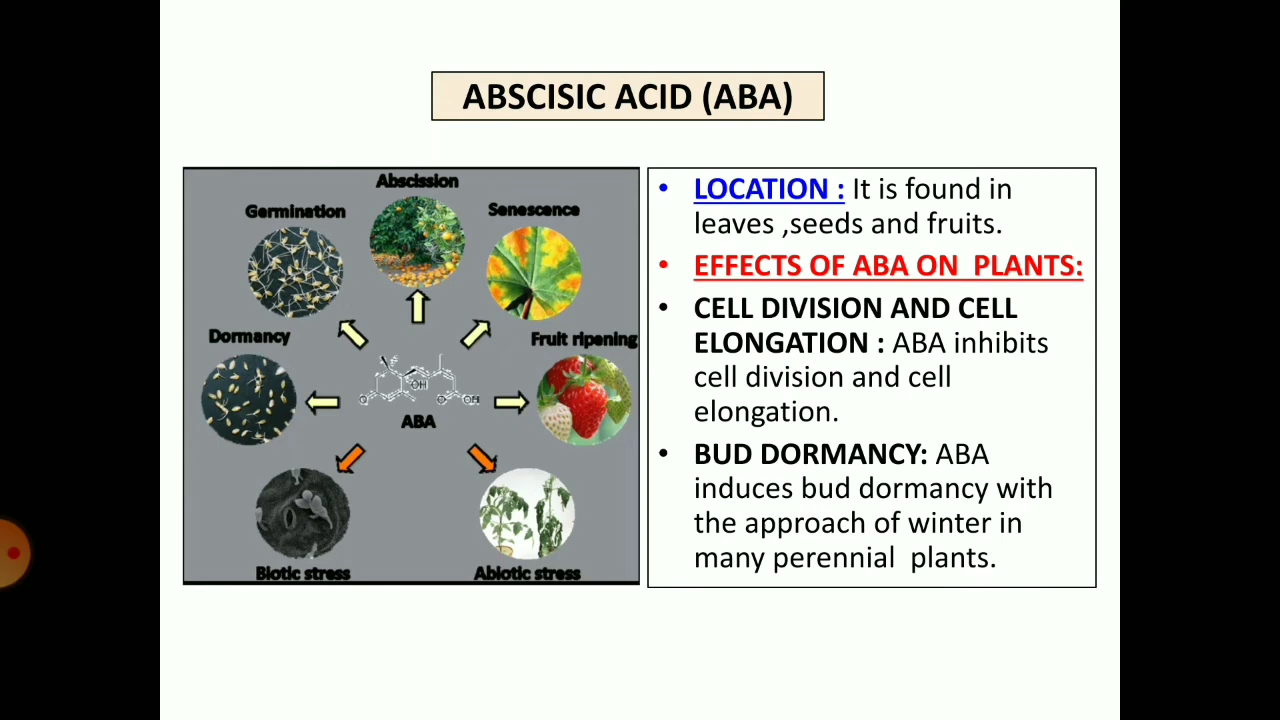 ABSCISIC ACID (ABA)
Abscission
Germination
Senescence
Dormancy
Fruit ripening
OH
O
O
OH
ABA
Biotic stress
Abiotic stress
• LOCATION : It is found in
leaves ,seeds and fruits.
• EFFECTS OF ABA ON PLANTS:
• CELL DIVISION AND CELL
ELONGATION : ABA inhibits
cell division and cell
elongation.
• BUD DORMANCY: ABA
induces bud dormancy with
the approach of winter in
many perennial plants.